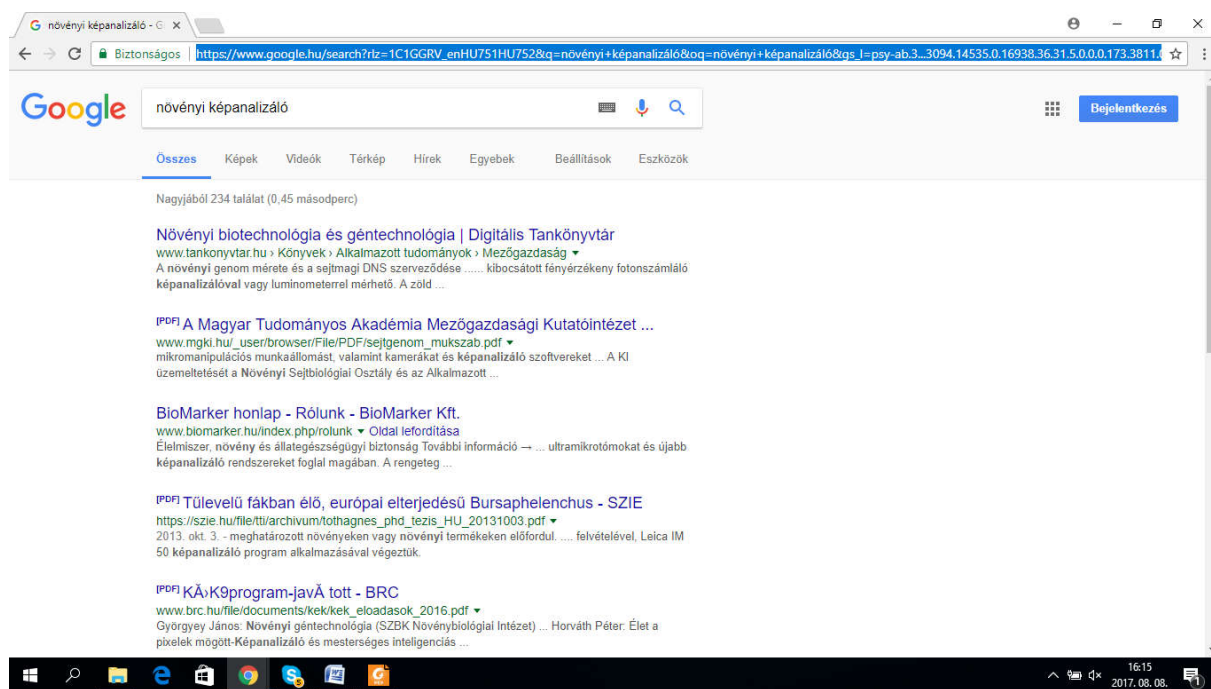 növényi képanalizáló - G
Biztonságos | https://www.google.hu/search?rlz=1C1GGRV_enHU751HU752&q=növényi+képanalizáló&oq=növényi+képanalizáló&gs_l=psy-ab.3...3094.14535.0.16938.36.31.5.0.0.0.173.3811.
Google
növényi képanalizáló
Bejelentkezés
Összes Képek Videók Térkép Hírek Egyebek Beállítások Eszközök
Nagyjából 234 találat (0,45 másodperc)
Növényi biotechnológia és géntechnológia | Digitális Tankönyvtár
www.tankonyvtar.hu › Könyvek › Alkalmazott tudományok › Mezőgazdaság
A növényi genom mérete és a sejtmagi DNS szerveződése ...... kibocsátott fényérzékeny fotonszámláló
képanalizálóval vagy luminometerrel mérhető. A zöld ...
[PDF] A Magyar Tudományos Akadémia Mezőgazdasági Kutatóintézet ...
www.mgki.hu/_user/browser/File/PDF/sejtgenom_mukszab.pdf
mikromanipulációs munkaállomást, valamint kamerákat és képanalizáló szoftvereket ... A KI
üzemeltetését a Növényi Sejtbiológiai Osztály és az Alkalmazott ...
BioMarker honlap - Rólunk - BioMarker Kft.
www.biomarker.hu/index.php/rolunk Oldal lefordítása
Élelmiszer, növény és állategészségügyi biztonság További információ → ... ultramikrotómokat és újabb
képanalizáló rendszereket foglal magában. A rengeteg ...
[PDF] Tűlevelű fákban élő, európai elterjedésű Bursaphelenchus - SZIE
https://szie.hu/file/tti/archivum/tothagnes_phd_tezis_HU_20131003.pdf
2013. okt. 3. - meghatározott növényeken vagy növényi termékeken előfordul. .... felvételével, Leica IM
50 képanalizáló program alkalmazásával végeztük.
[PDF] KĂ›K9program-javĂ tott - BRC
www.brc.hu/file/documents/kek/kek_eloadasok_2016.pdf
Györgyey János: Növényi géntechnológia (SZBK Növénybiológiai Intézet) ... Horváth Péter: Élet a
pixelek mögött-Képanalizáló és mesterséges inteligenciás ...
16:15
2017. 08. 08.